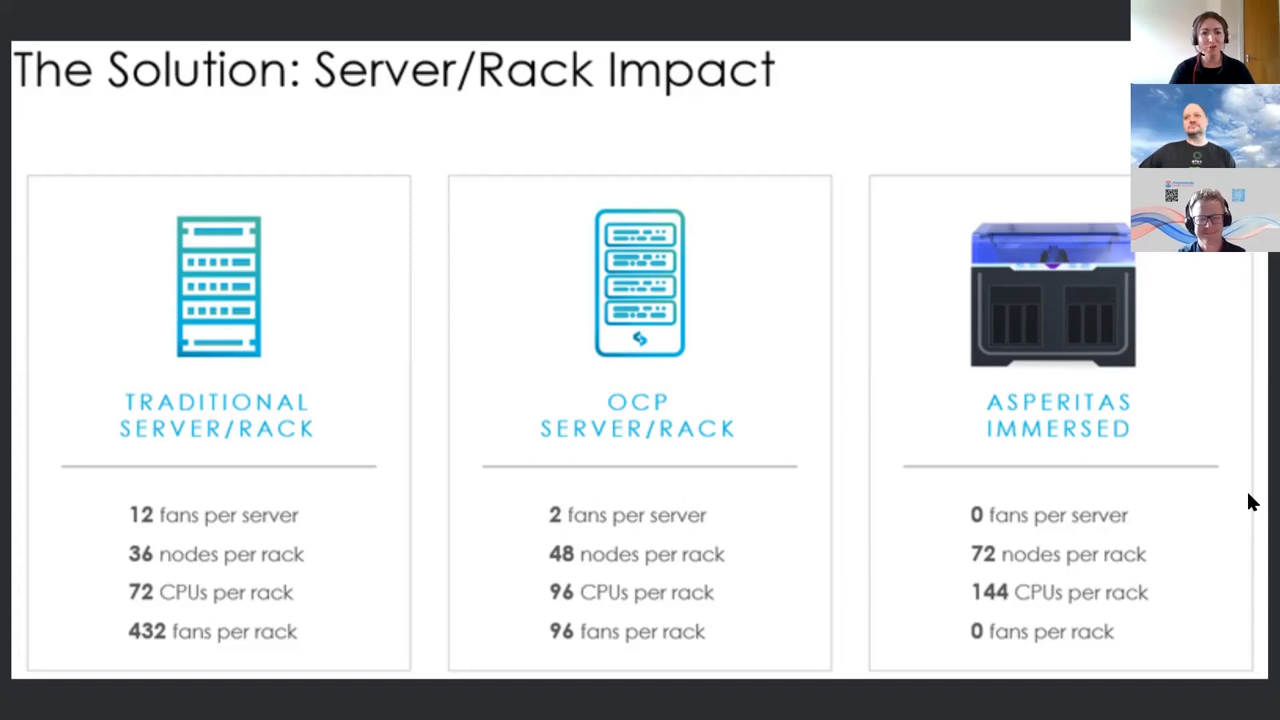 The Solution: Server/Rack Impact
TRADITIONAL
SERVER/RACK
12 fans per server
36 nodes per rack
72 CPUs per rack
432 fans per rack
OCP
SERVER/RACK
2 fans per server
48 nodes per rack
96 CPUs per rack
96 fans per rack
ASPERITAS
IMMERSED
0 fans per server
72 nodes per rack
144 CPUs per rack
0 fans per rack